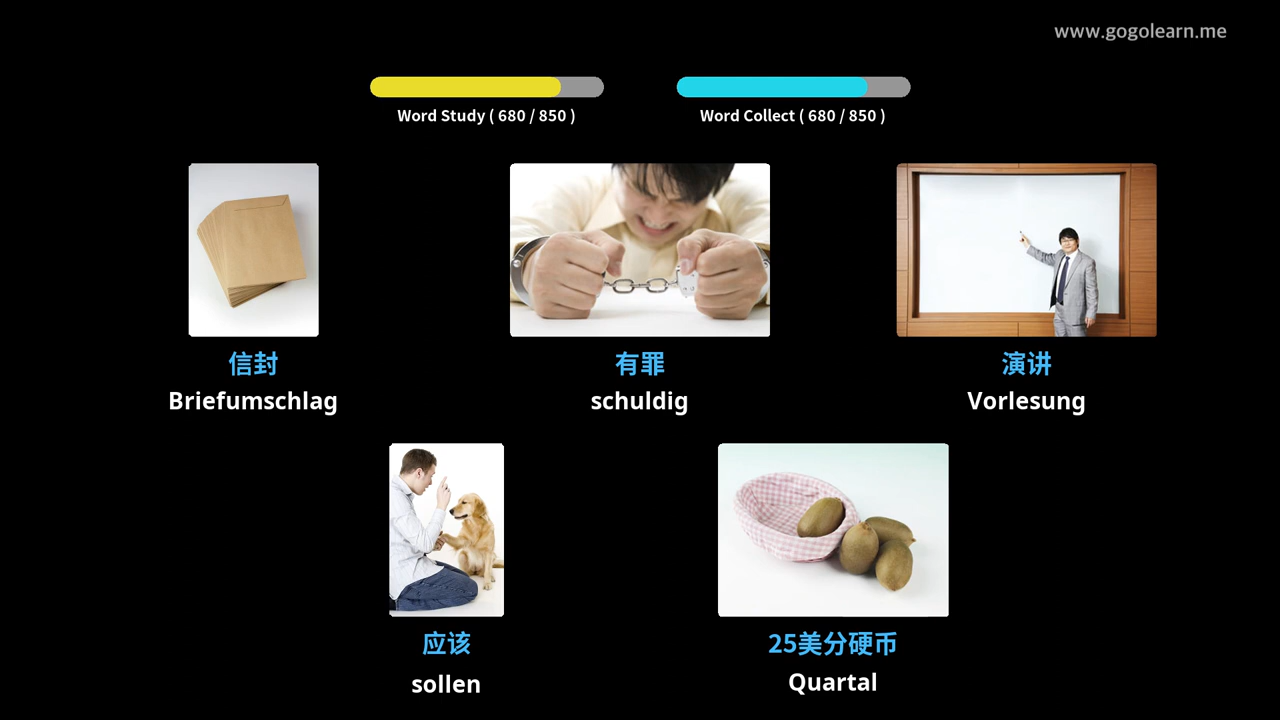 www.gogolearn.me
Word Study ( 680 / 850 )
Word Collect ( 680 / 850 )
信封
Briefumschlag
有罪
schuldig
演讲
Vorlesung
应该
sollen
25美分硬币
Quartal